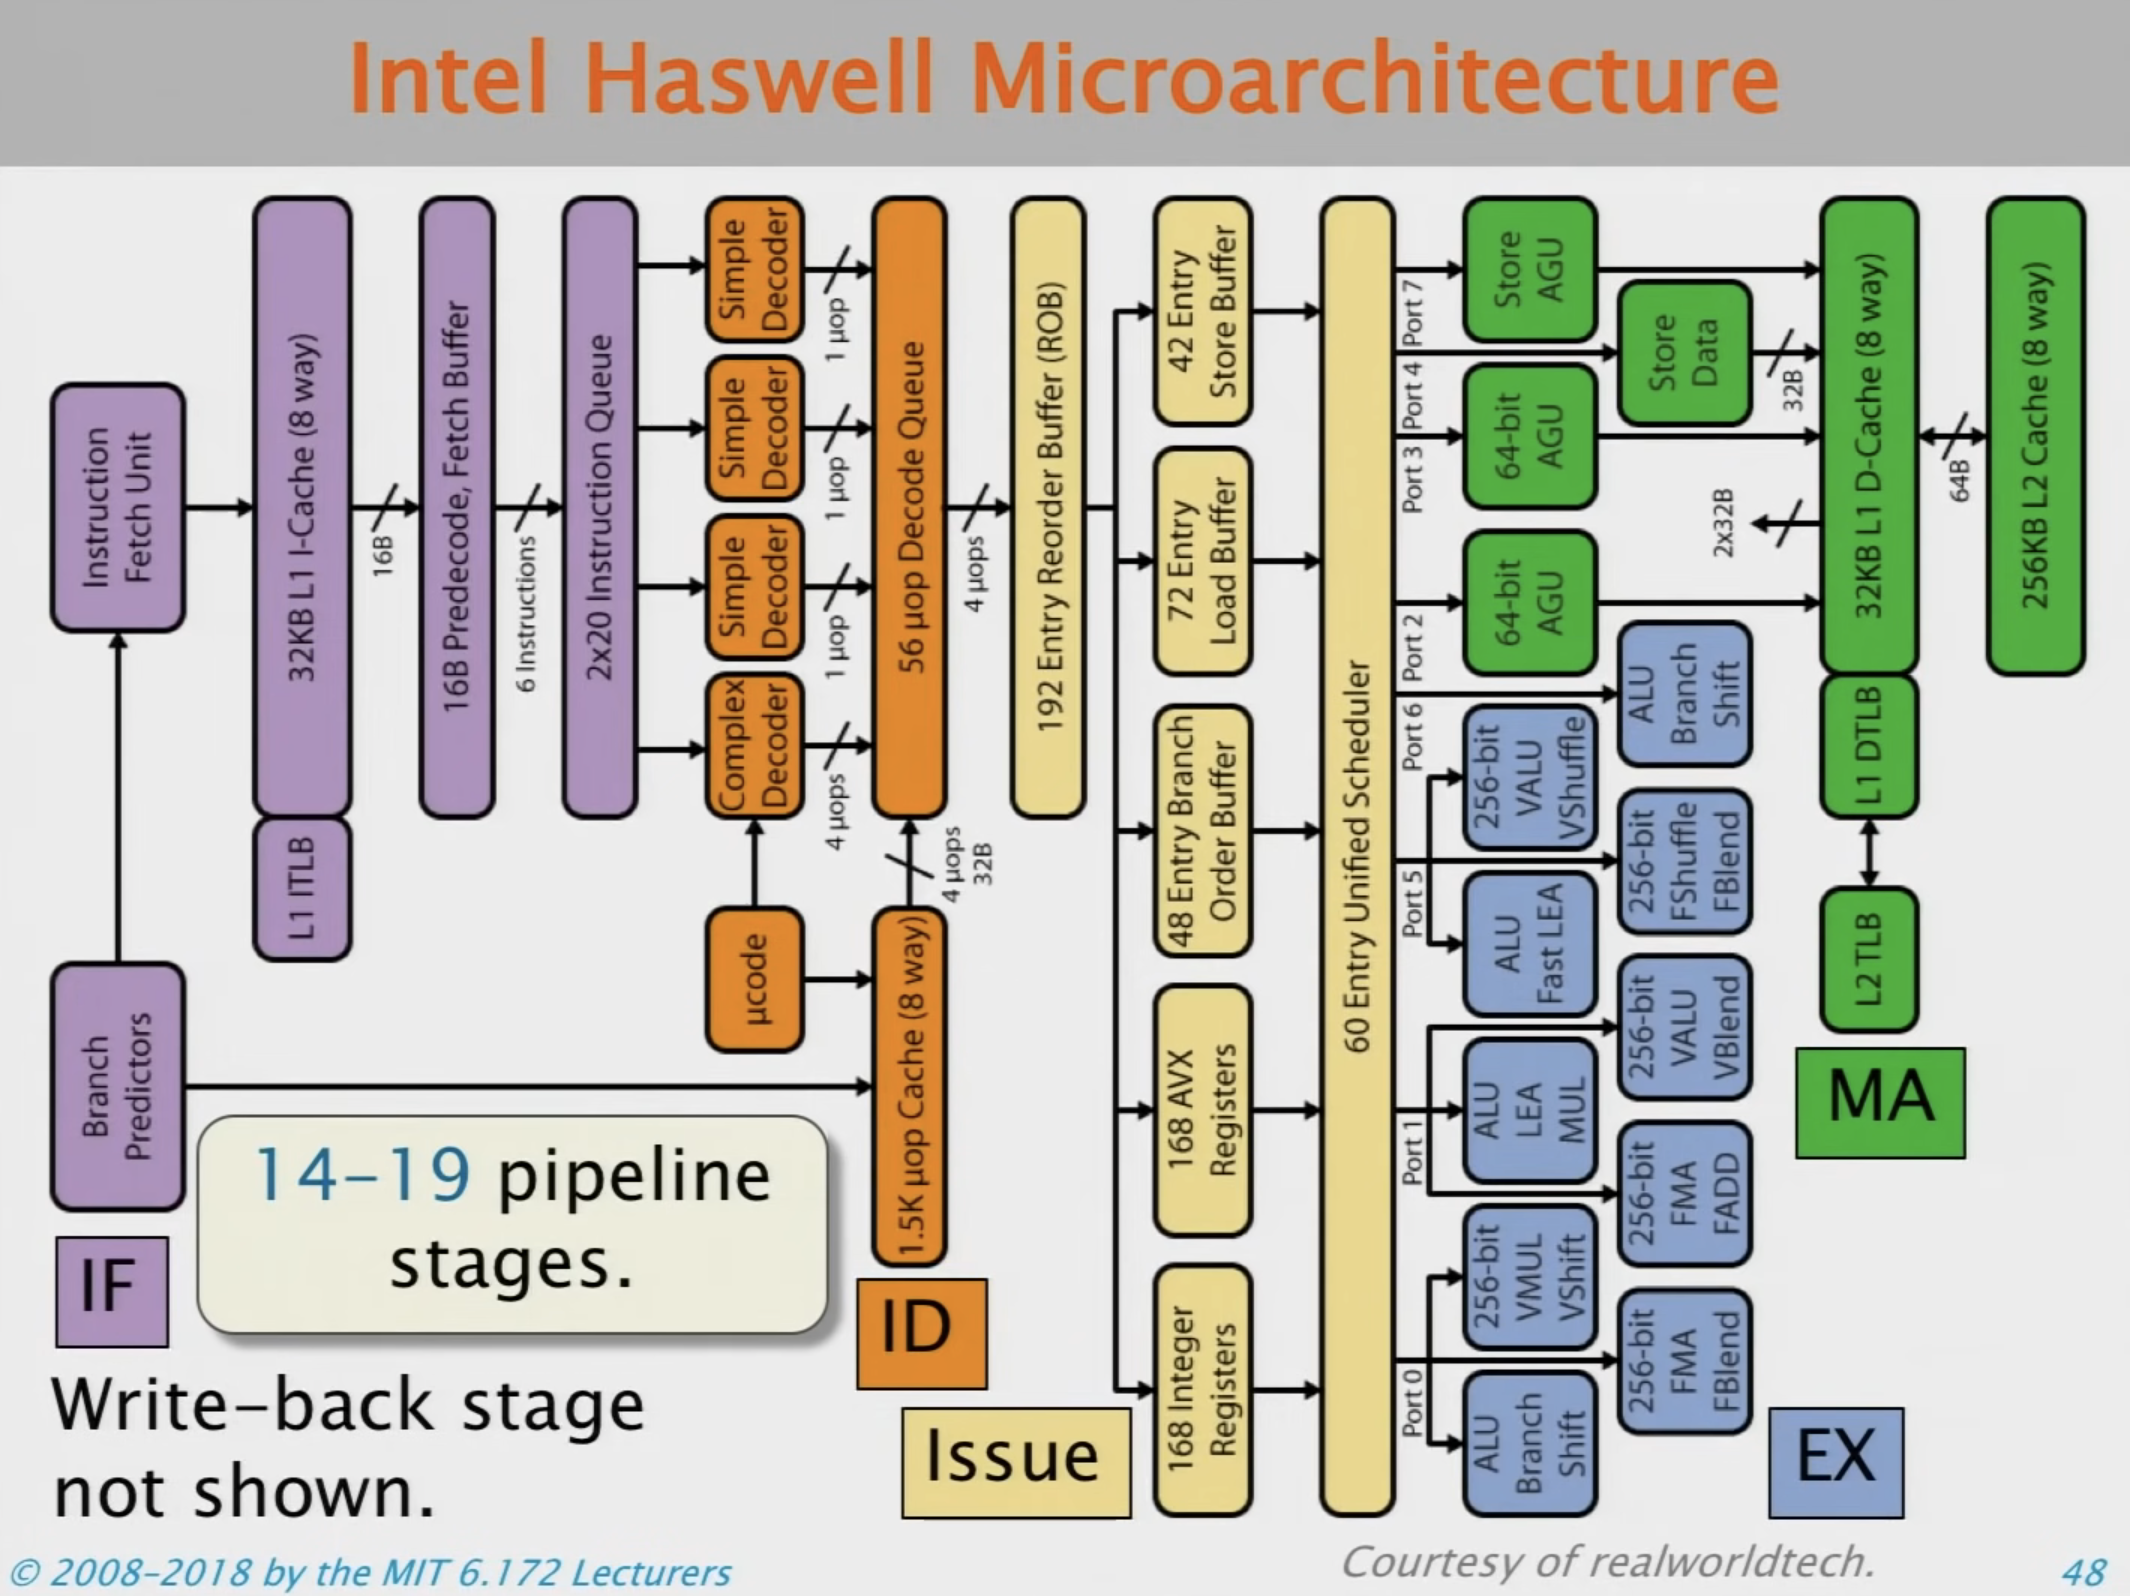 Intel Haswell Microarchitecture
Instruction
Fetch Unit
Branch
Predictors
32KB L1 I-Cache (8 way)
L1 ITLB
16B
16B Predecode, Fetch Buffer
6 Instructions
2x20 Instruction Queue
Simple
Decoder
Simple
Decoder
Simple
Decoder
Complex
Decoder
µcode
1 µop
1 µop
1 µop
4 µops
56 µop Decode Queue
4 µops
32B
1.5K µop Cache (8 way)
4 µops
192 Entry Reorder Buffer (ROB)
42 Entry
Store Buffer
72 Entry
Load Buffer
48 Entry Branch
Order Buffer
168 AVX
Registers
168 Integer
Registers
60 Entry Unified Scheduler
Port 7
Port 4
Port 3
Port 2
Port 6
Port 5
Port 1
Port 0
Store
AGU
Store
Data
64-bit
AGU
64-bit
AGU
ALU
Branch
Shift
256-bit
VALU
VShuffle
256-bit
FShuffle
FBlend
ALU
Fast LEA
256-bit
VALU
VBlend
ALU
LEA
MUL
256-bit
FMA
FADD
256-bit
VMUL
VShift
256-bit
FMA
FBlend
ALU
Branch
Shift
32B
2x32B
32KB L1 D-Cache (8 way)
L1 DTLB
L2 TLB
64B
256KB L2 Cache (8 way)
MA
14–19 pipeline
stages.
IF
ID
Issue
EX
Write–back stage
not shown.
© 2008–2018 by the MIT 6.172 Lecturers
Courtesy of realworldtech.
48